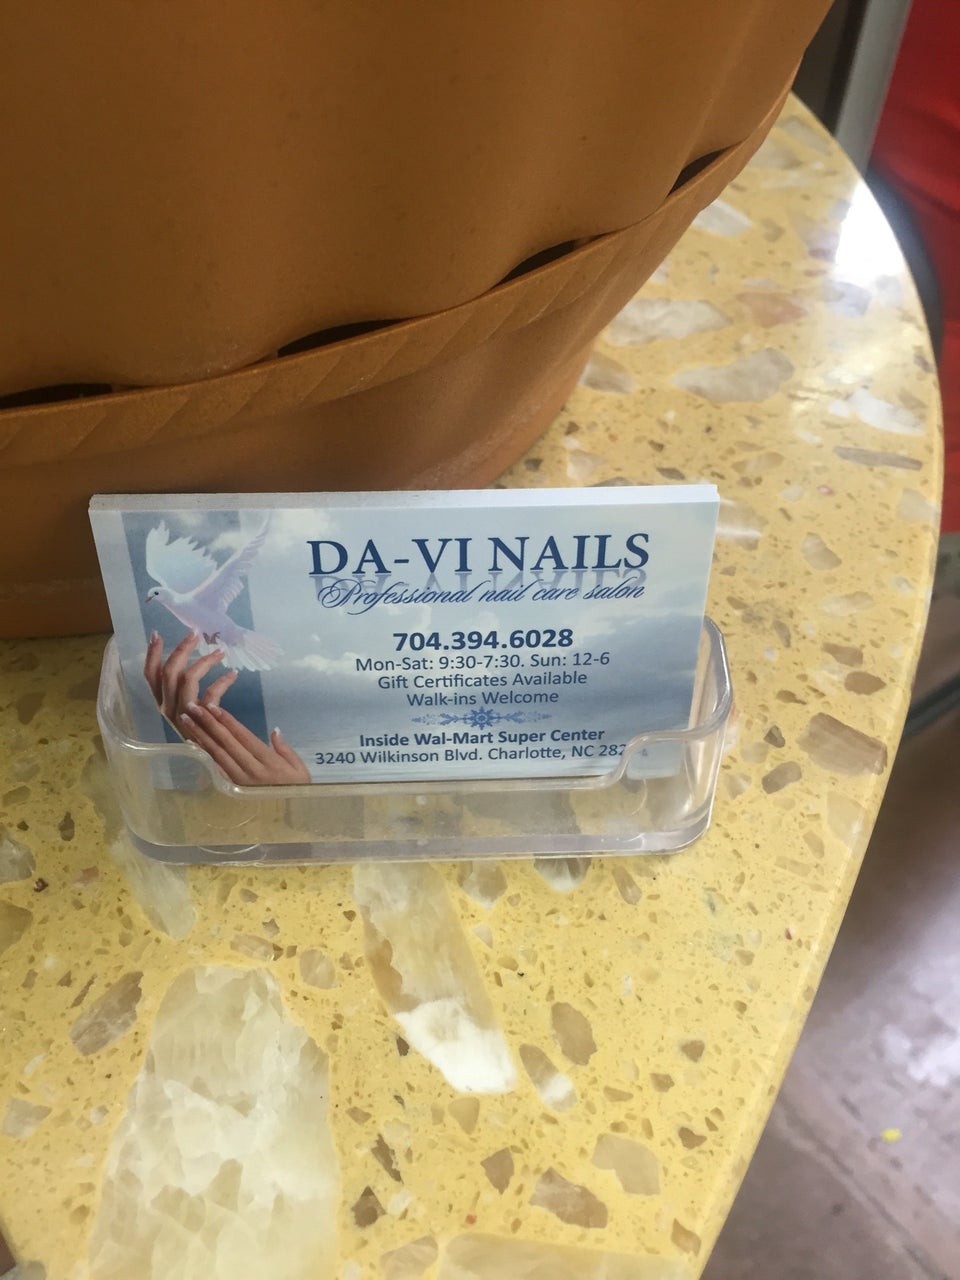 DA-VI NAILS
Professional nail care salon
704.394.6028
Mon-Sat: 9:30-7:30. Sun: 12-6
Gift Certificates Available
Walk-ins Welcome
Inside Wal-Mart Super Center
3240 Wilkinson Blvd. Charlotte, NC